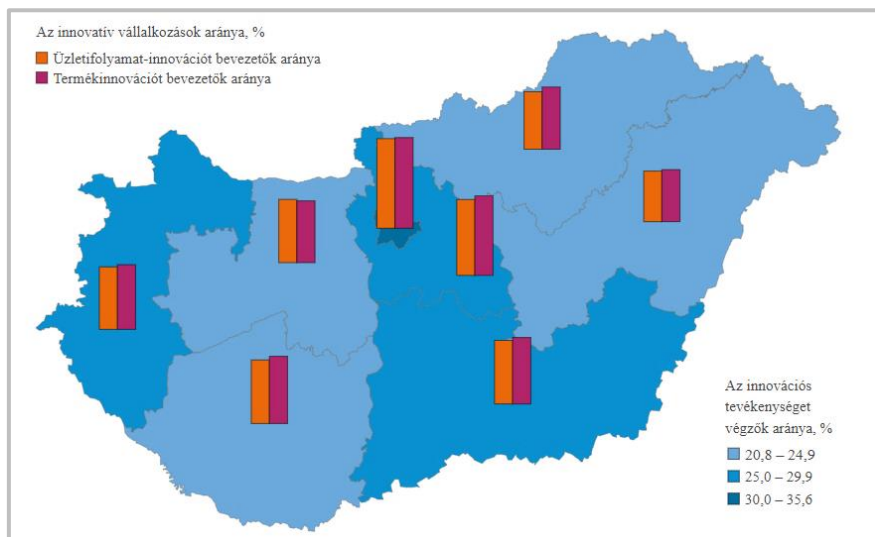 Az innovatív vállalkozások aránya, %
Üzletifolyamat-innovációt bevezetők aránya
Termékinnovációt bevezetők aránya
Az innovációs
tevékenységet
végzők aránya, %
20,8 – 24,9
25,0 – 29,9
30,0 – 35,6